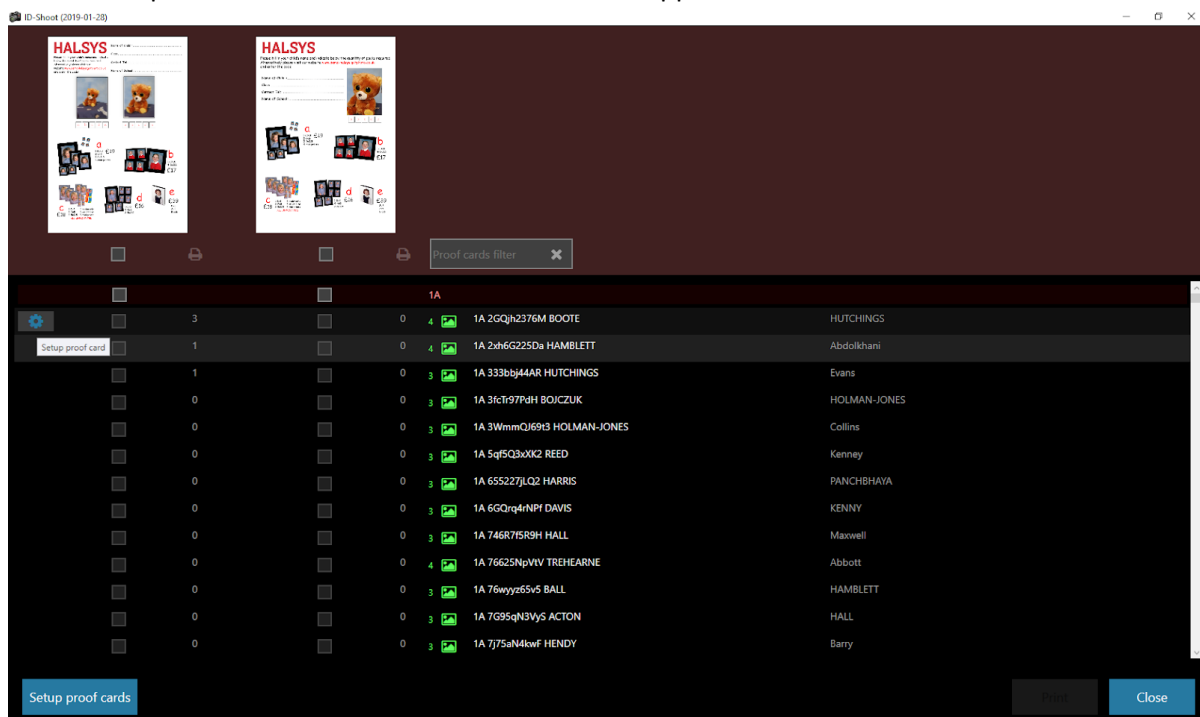 ID-Shoot (2019-01-28)
HALSYS
HALSYS
a
b
£17
c
d
e
a
b
£17
c
d
e
Proof cards filter
1A
3 0 4 1A 2GQjh2376M BOOTE HUTCHINGS
Setup proof card
1 0 4 1A 2xh6G225Da HAMBLETT Abdolkhani
1 0 3 1A 333bbj44AR HUTCHINGS Evans
0 0 3 1A 3fcTr97PdH BOJCZUK HOLMAN-JONES
0 0 3 1A 3WmmQJ69t3 HOLMAN-JONES Collins
0 0 3 1A 5qf5Q3xXK2 REED Kenney
0 0 3 1A 655227jLQ2 HARRIS PANCHBHAYA
0 0 3 1A 6GQrq4rNPf DAVIS KENNY
0 0 3 1A 746R7f5R9H HALL Maxwell
0 0 4 1A 76625NpVtV TREHEARNE Abbott
0 0 3 1A 76wyyz65v5 BALL HAMBLETT
0 0 3 1A 7G95qN3VyS ACTON HALL
0 0 3 1A 7j75aN4kwF HENDY Barry
Setup proof cards
Print
Close